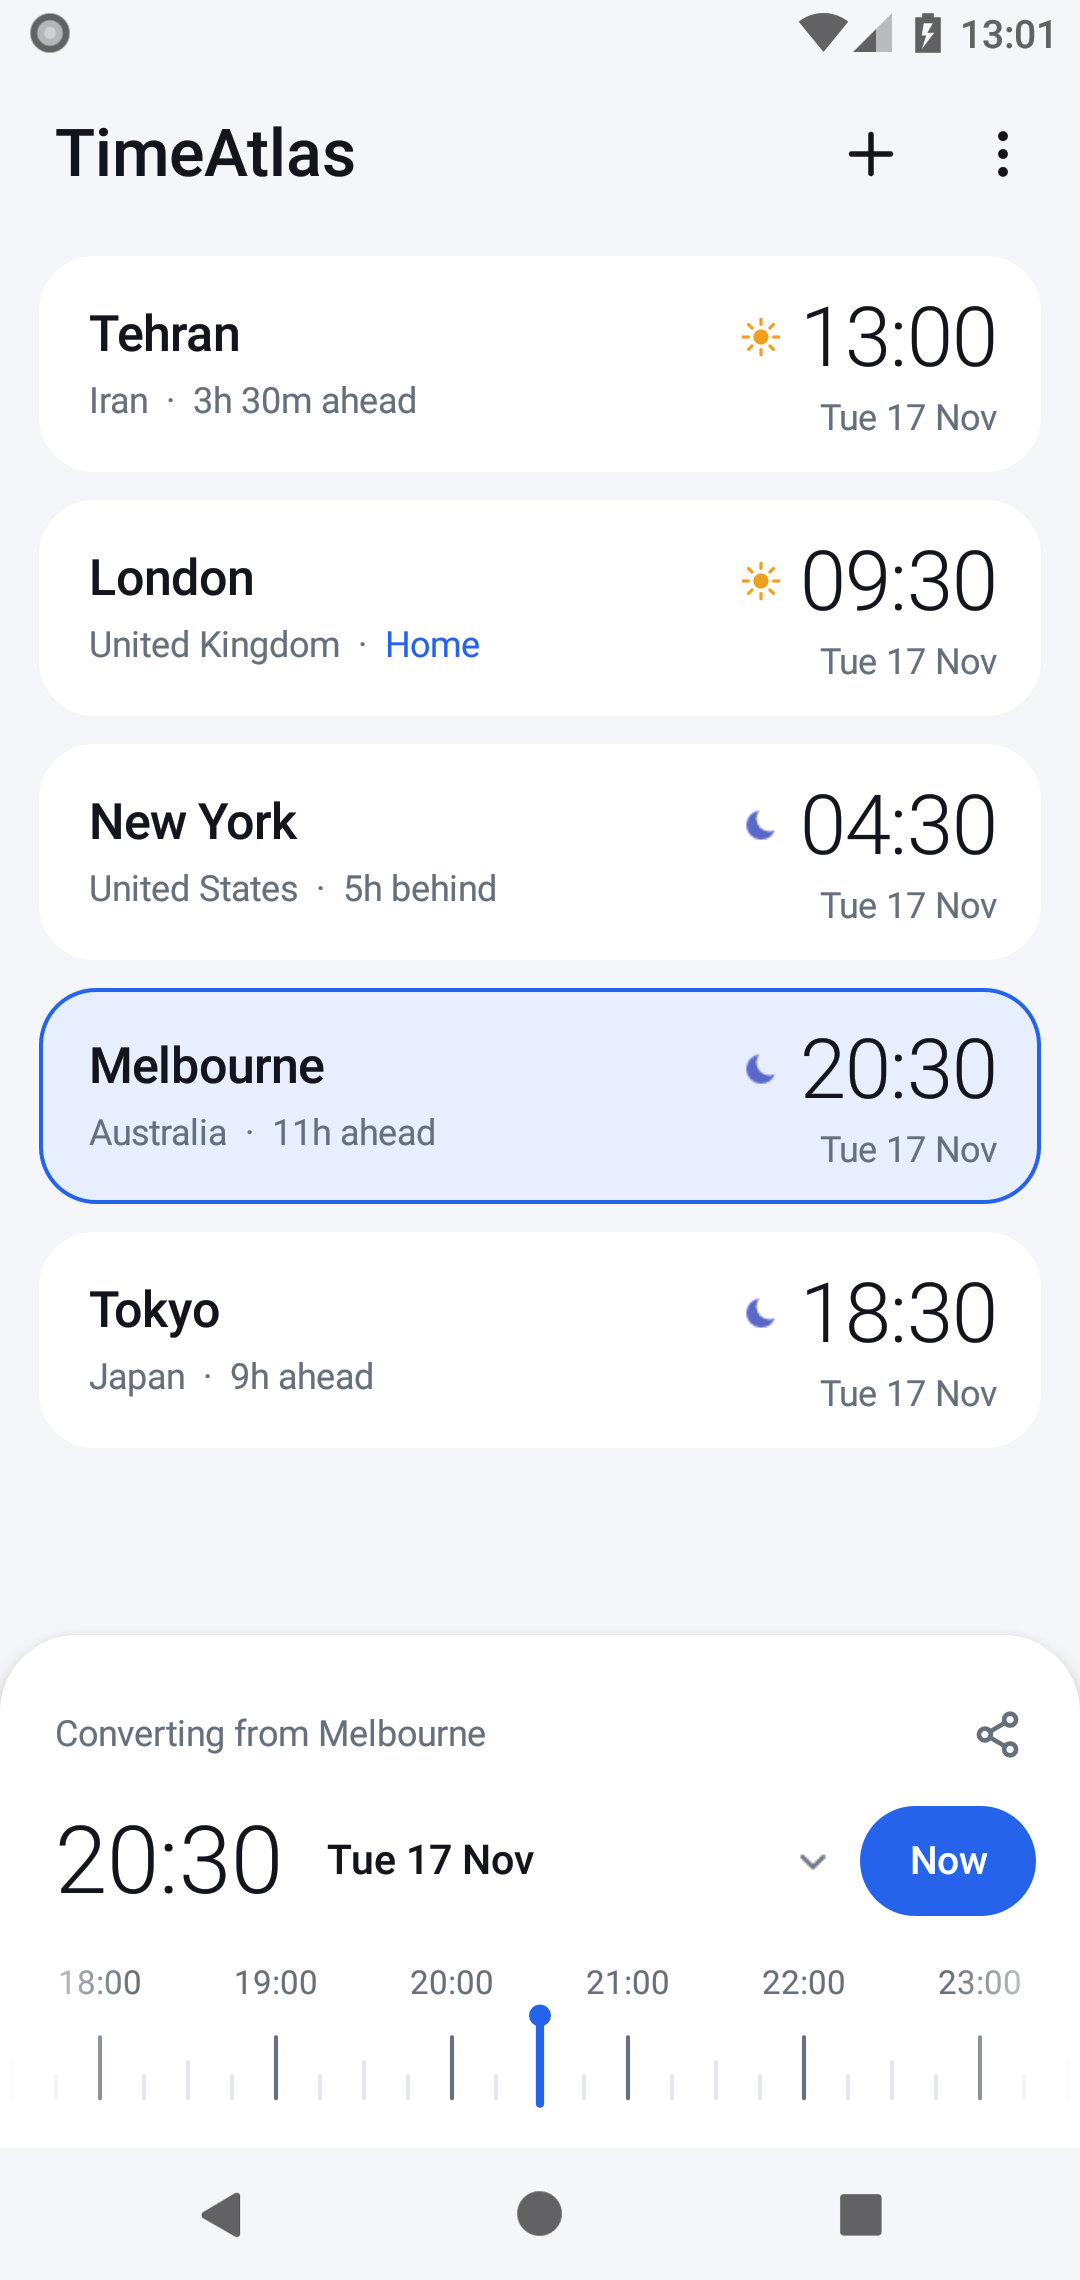 13:01
TimeAtlas
Tehran
13:00
Iran · 3h 30m ahead
Tue 17 Nov
London
09:30
United Kingdom · Home
Tue 17 Nov
New York
04:30
United States · 5h behind
Tue 17 Nov
Melbourne
20:30
Australia · 11h ahead
Tue 17 Nov
Tokyo
18:30
Japan · 9h ahead
Tue 17 Nov
Converting from Melbourne
20:30 Tue 17 Nov Now
18:00 19:00 20:00 21:00 22:00 23:00